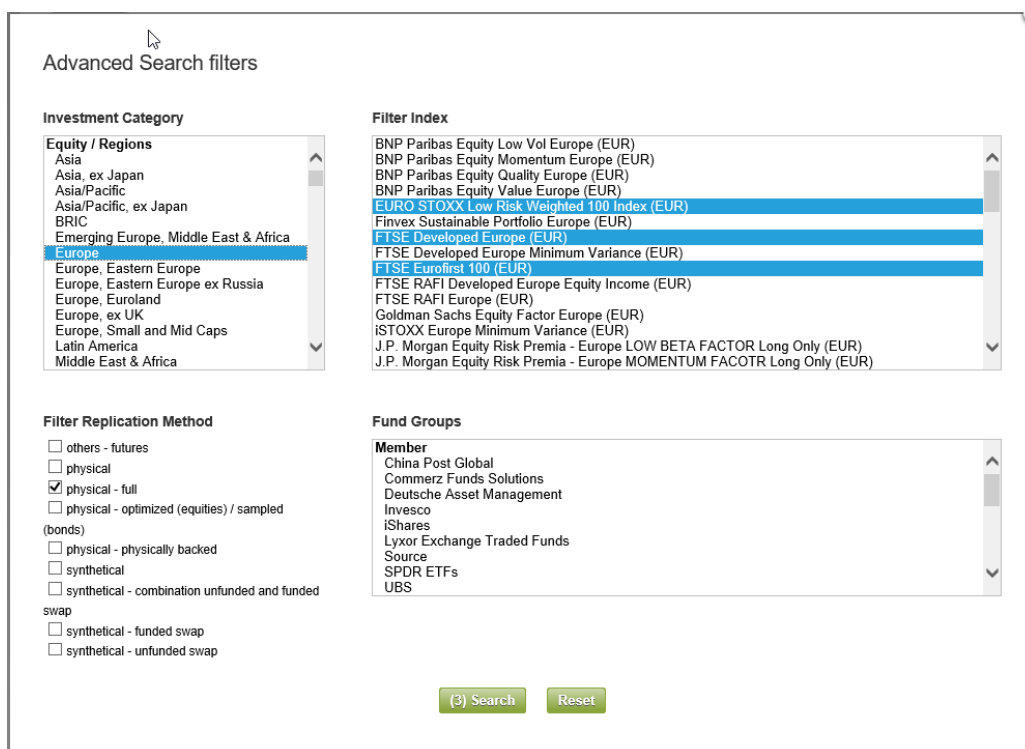 Advanced Search filters
Investment Category
Equity / Regions
Asia
Asia, ex Japan
Asia/Pacific
Asia/Pacific, ex Japan
BRIC
Emerging Europe, Middle East & Africa
Europe
Europe, Eastern Europe
Europe, Eastern Europe ex Russia
Europe, Euroland
Europe, ex UK
Europe, Small and Mid Caps
Latin America
Middle East & Africa
Filter Index
BNP Paribas Equity Low Vol Europe (EUR)
BNP Paribas Equity Momentum Europe (EUR)
BNP Paribas Equity Quality Europe (EUR)
BNP Paribas Equity Value Europe (EUR)
EURO STOXX Low Risk Weighted 100 Index (EUR)
Finvex Sustainable Portfolio Europe (EUR)
FTSE Developed Europe (EUR)
FTSE Developed Europe Minimum Variance (EUR)
FTSE Eurofirst 100 (EUR)
FTSE RAFI Developed Europe Equity Income (EUR)
FTSE RAFI Europe (EUR)
Goldman Sachs Equity Factor Europe (EUR)
iSTOXX Europe Minimum Variance (EUR)
J.P. Morgan Equity Risk Premia - Europe LOW BETA FACTOR Long Only (EUR)
J.P. Morgan Equity Risk Premia - Europe MOMENTUM FACOTR Long Only (EUR)
Filter Replication Method
others - futures
physical
physical - full
physical - optimized (equities) / sampled
(bonds)
physical - physically backed
synthetical
synthetical - combination unfunded and funded
swap
synthetical - funded swap
synthetical - unfunded swap
Fund Groups
Member
China Post Global
Commerz Funds Solutions
Deutsche Asset Management
Invesco
iShares
Lyxor Exchange Traded Funds
Source
SPDR ETFs
UBS
(3) Search
Reset